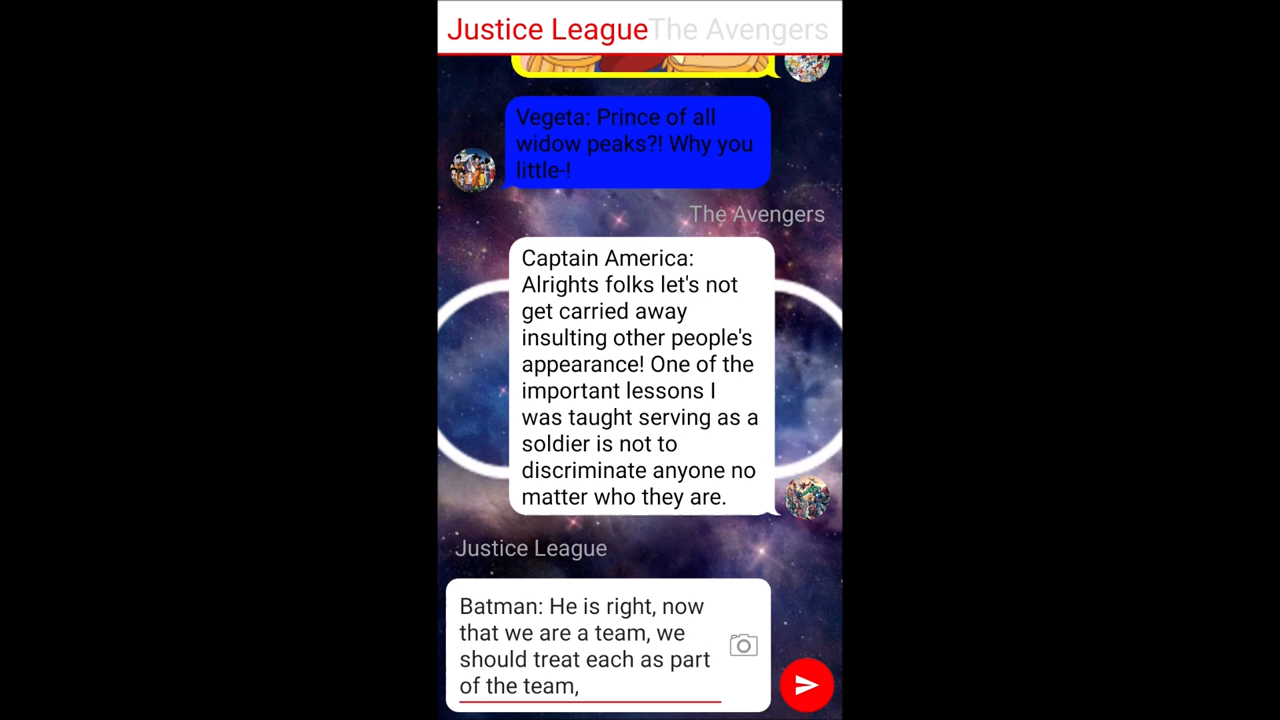 Justice League The Avengers
Vegeta: Prince of all
widow peaks?! Why you
little-!
The Avengers
Captain America:
Alrights folks let's not
get carried away
insulting other people's
appearance! One of the
important lessons I
was taught serving as a
soldier is not to
discriminate anyone no
matter who they are.
Justice League
Batman: He is right, now
that we are a team, we
should treat each as part
of the team,